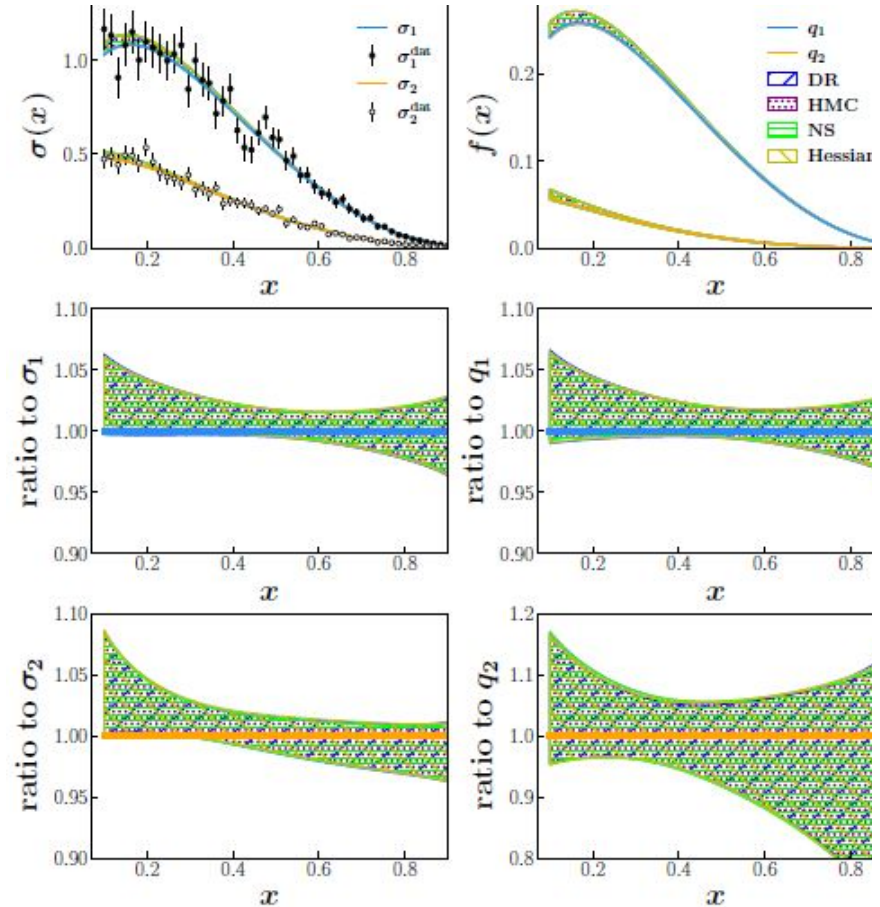 σ(x)
1.0
0.5
0.0
0.2 0.4 0.6 0.8
x
σ₁
σ₁ᵈᵃᵗ
σ₂
σ₂ᵈᵃᵗ
f(x)
0.2
0.1
0.0
0.2 0.4 0.6 0.8
x
q₁
q₂
DR
HMC
NS
Hessian
ratio to σ₁
1.10
1.05
1.00
0.95
0.90
0.2 0.4 0.6 0.8
x
ratio to q₁
1.10
1.05
1.00
0.95
0.90
0.2 0.4 0.6 0.8
x
ratio to σ₂
1.10
1.05
1.00
0.95
0.90
0.2 0.4 0.6 0.8
x
ratio to q₂
1.2
1.1
1.0
0.9
0.8
0.2 0.4 0.6 0.8
x